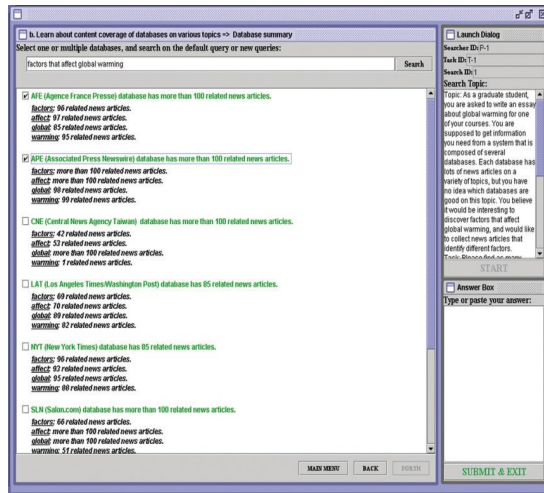 b. Learn about content coverage of databases on various topics => Database summary
Select one or multiple databases, and search on the default query or new queries:
factors that affect global warming
Search
AFE (Agence France Presse) database has more than 100 related news articles.
factors: 96 related news articles.
affect: 97 related news articles.
global: 85 related news articles.
warming: 95 related news articles.
APE (Associated Press Newswire) database has more than 100 related news articles.
factors: more than 100 related news articles.
affect: more than 100 related news articles.
global: 98 related news articles.
warming: 99 related news articles.
CNE (Central News Agency Taiwan) database has more than 100 related news articles.
factors: 42 related news articles.
affect: 53 related news articles.
global: more than 100 related news articles.
warming: 1 related news articles.
LAT (Los Angeles Times/Washington Post) database has 85 related news articles.
factors: 69 related news articles.
affect: 70 related news articles.
global: 89 related news articles.
warming: 82 related news articles.
NYT (New York Times) database has 85 related news articles.
factors: 96 related news articles.
affect: 93 related news articles.
global: 95 related news articles.
warming: 88 related news articles.
SLN (Salon.com) database has more than 100 related news articles.
factors: 66 related news articles.
affect: more than 100 related news articles.
global: more than 100 related news articles.
warming: 51 related news articles.
MAIN MENU
BACK
FORTH
Launch Dialog
Searcher ID: P-1
Task ID: T-1
Search ID: 1
Search Topic:
Topic: As a graduate student,
you are asked to write an essay
about global warming for one
of your courses. You are
supposed to get information
you need from a system that is
composed of several
databases. Each database has
lots of news articles on a
variety of topics, but you have
no idea which databases are
good on this topic. You believe
it would be interesting to
discover factors that affect
global warming, and would like
to collect news articles that
identify different factors.
Task: Please find as many
START
Answer Box
Type or paste your answer:
SUBMIT & EXIT